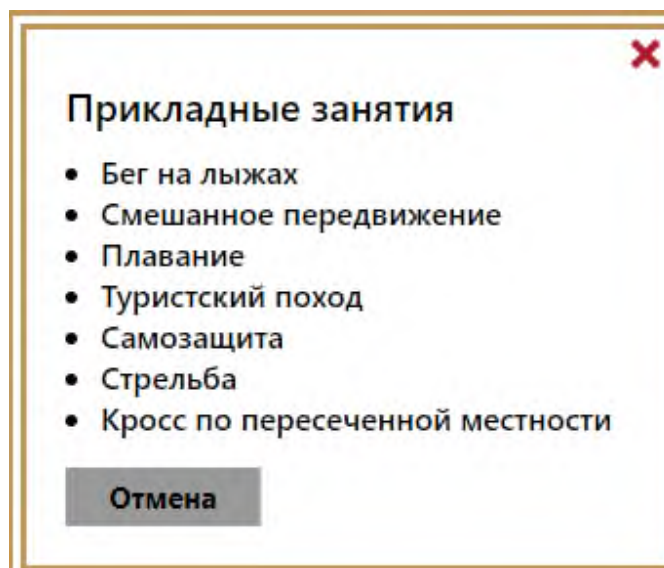 Прикладные занятия
• Бег на лыжах
• Смешанное передвижение
• Плавание
• Туристский поход
• Самозащита
• Стрельба
• Кросс по пересеченной местности
Отмена